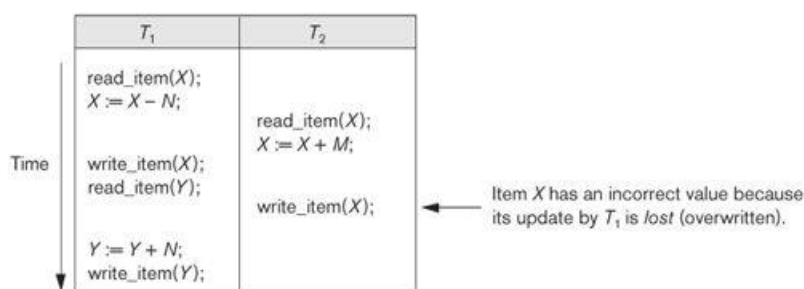 T1 T2
read_item(X);
X := X – N;
read_item(X);
X := X + M;
Time
write_item(X);
read_item(Y);
write_item(X);
Item X has an incorrect value because
its update by T1 is lost (overwritten).
Y := Y + N;
write_item(Y);